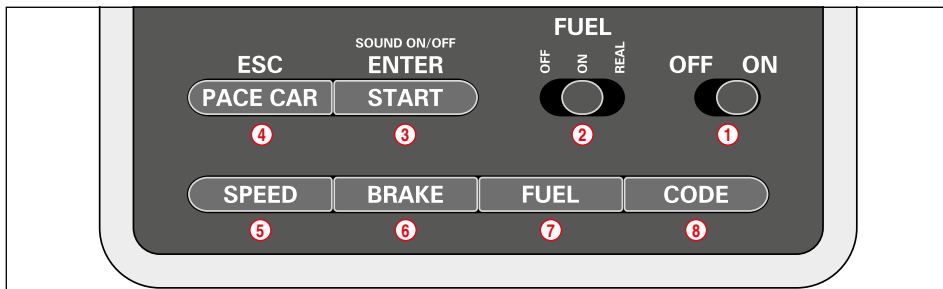 FUEL
SOUND ON/OFF
OFF ON REAL
ESC ENTER OFF ON
PACE CAR START
4 3 2 1
SPEED BRAKE FUEL CODE
5 6 7 8